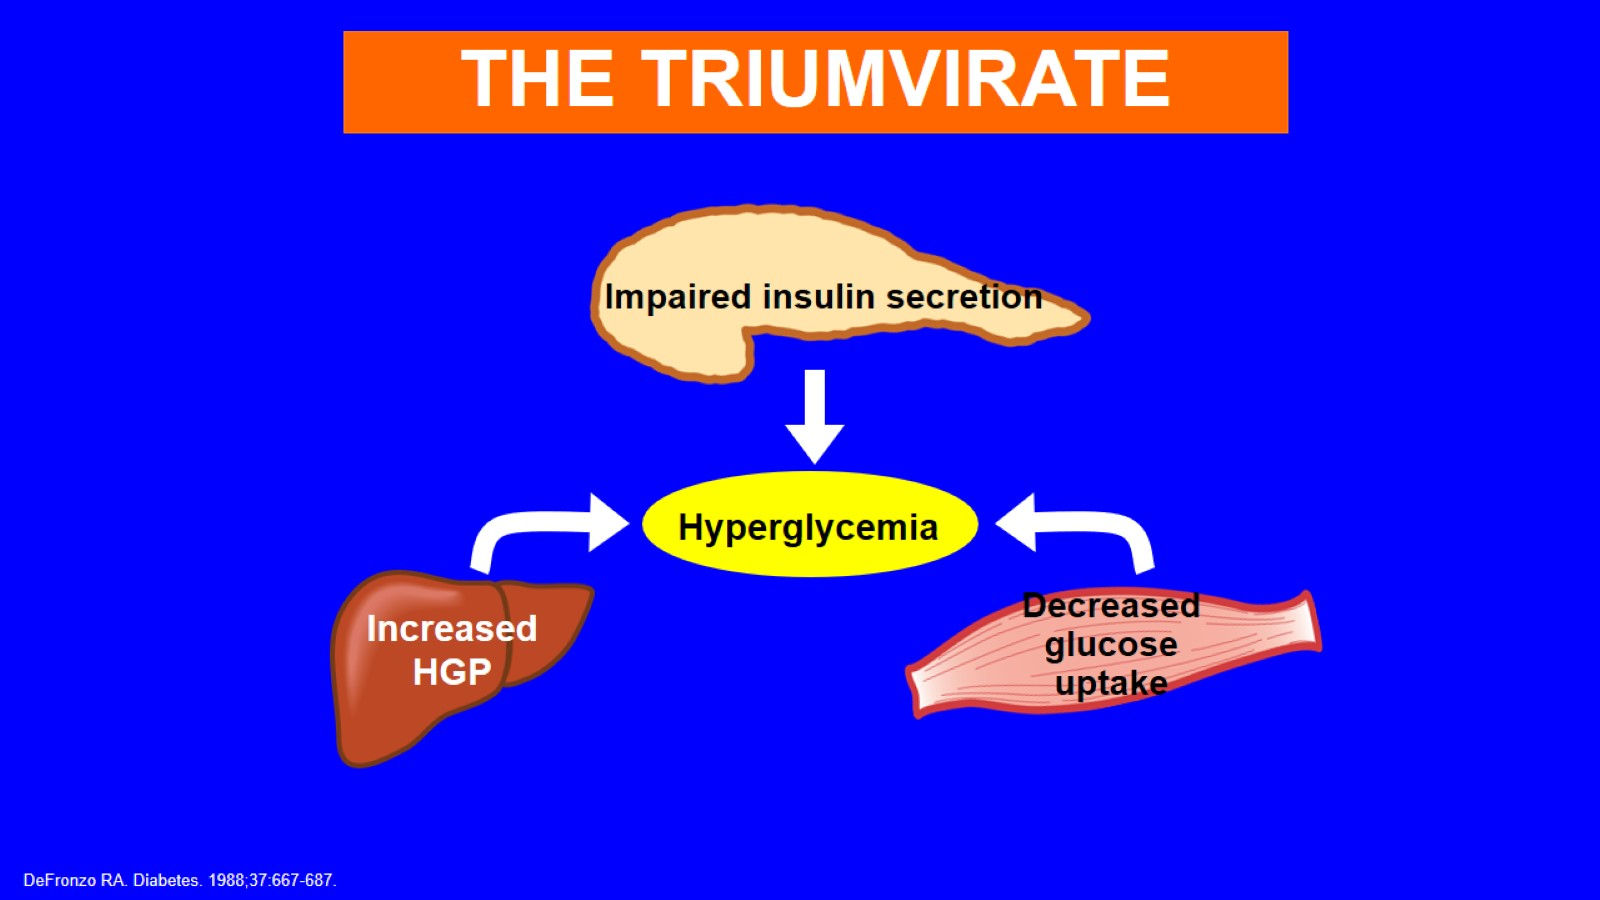 THE TRIUMVIRATE
Impaired insulin secretion
Hyperglycemia
Increased
HGP
Decreased
glucose
uptake
DeFronzo RA. Diabetes. 1988;37:667-687.